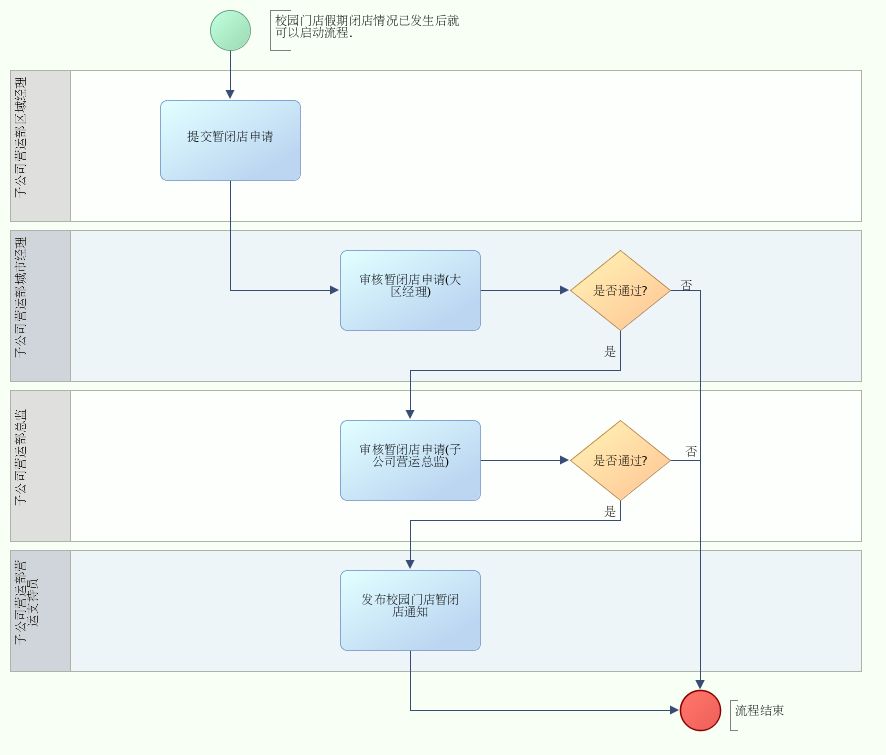 校园门店假期闭店情况已发生后就
可以启动流程.
子公司营运部区域经理
提交暂闭店申请
子公司营运部城市经理
审核暂闭店申请(大
区经理)
是否通过?
否
是
子公司营运部总监
审核暂闭店申请(子
公司营运总监)
是否通过?
否
是
子公司营运部营
运支持员
发布校园门店暂闭
店通知
流程结束